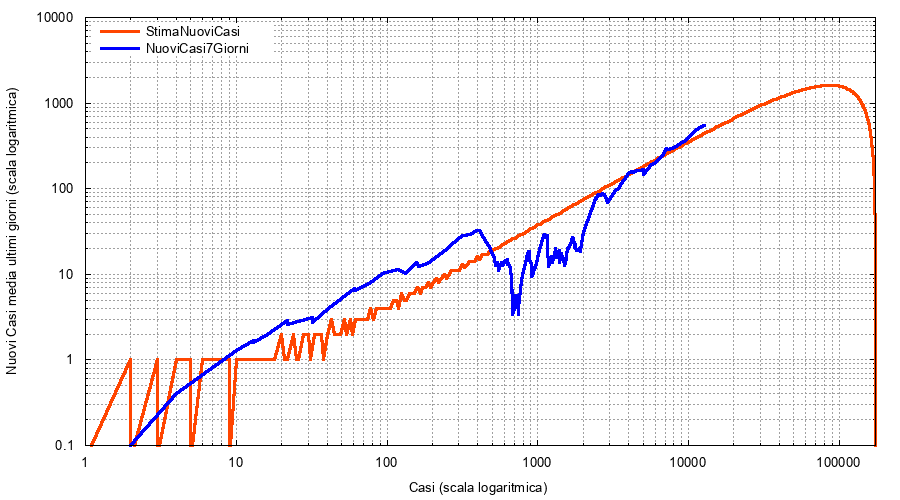 10000
1000
100
10
1
0.1
StimaNuoviCasi
NuoviCasi7Giorni
Nuovi Casi media ultimi giorni (scala logaritmica)
1 10 100 1000 10000 100000
Casi (scala logaritmica)